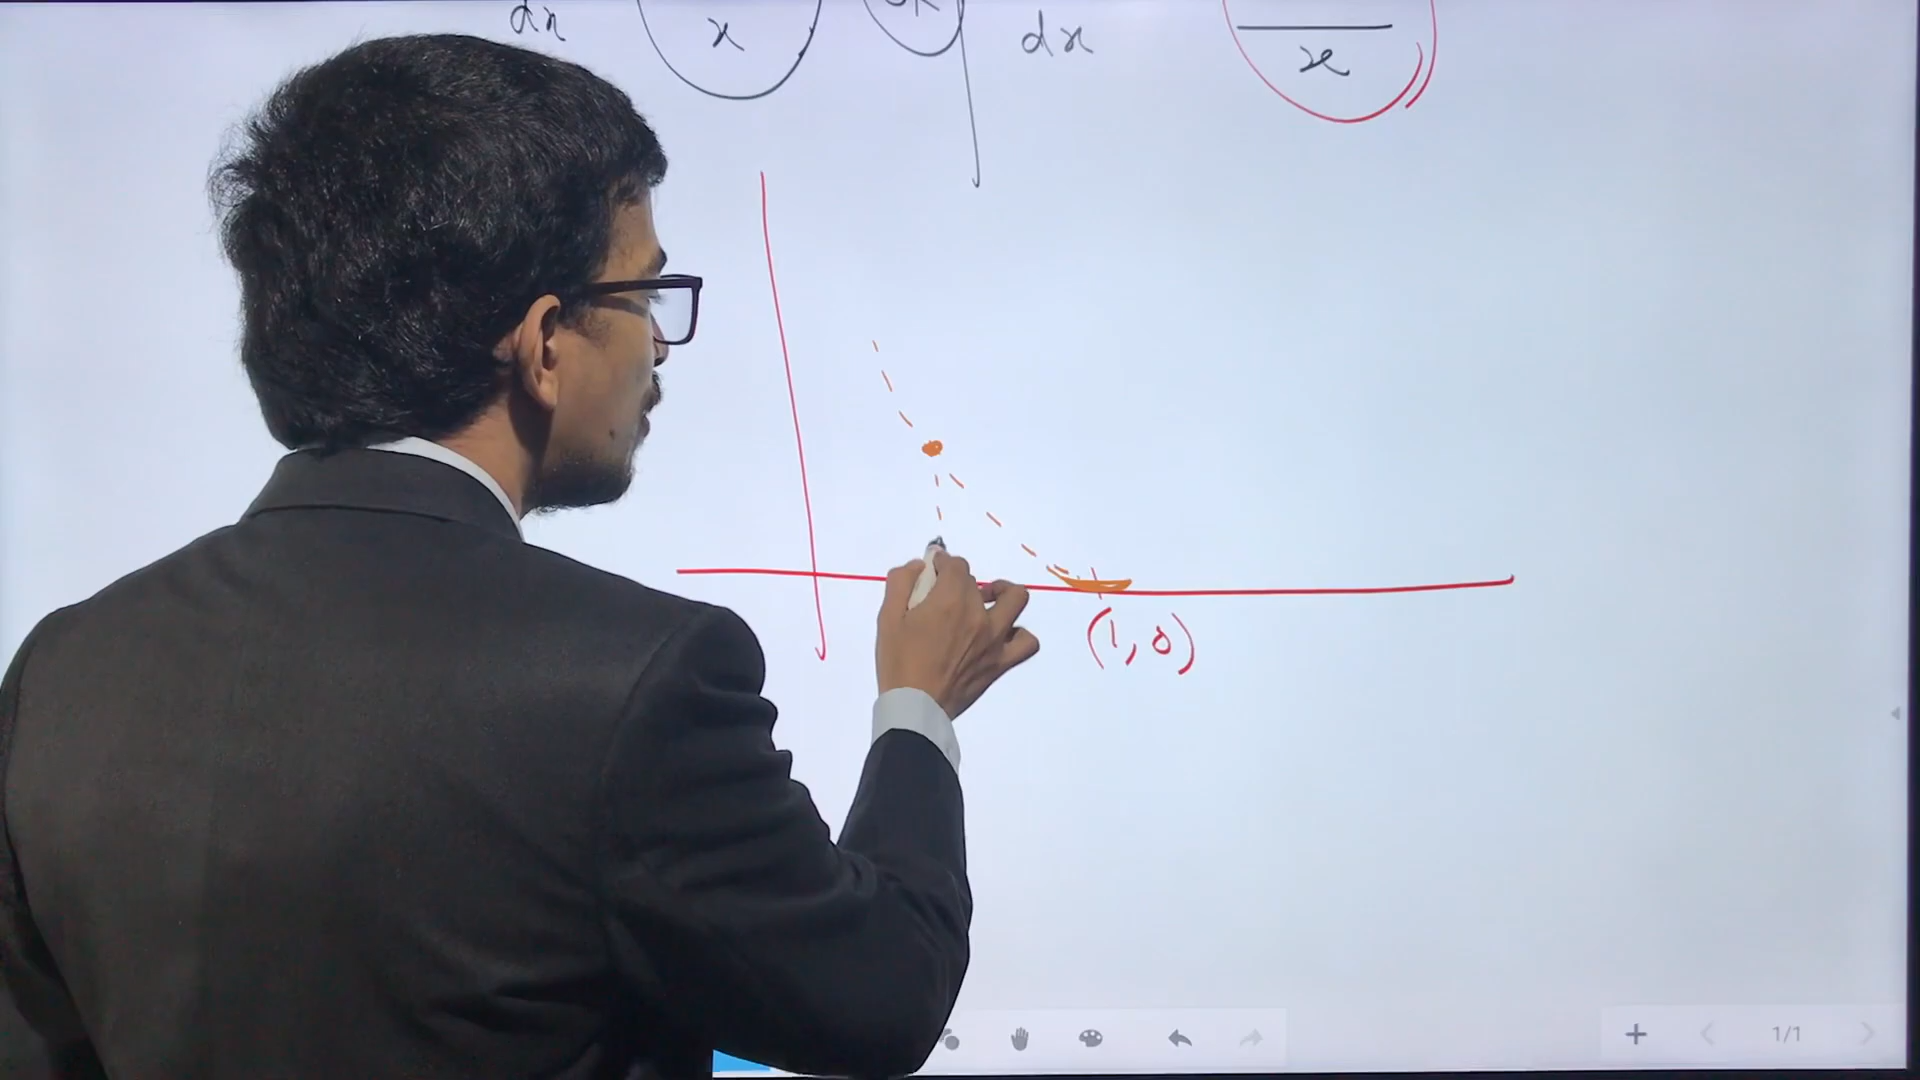 dx x dx x
(1, 0)
1/1